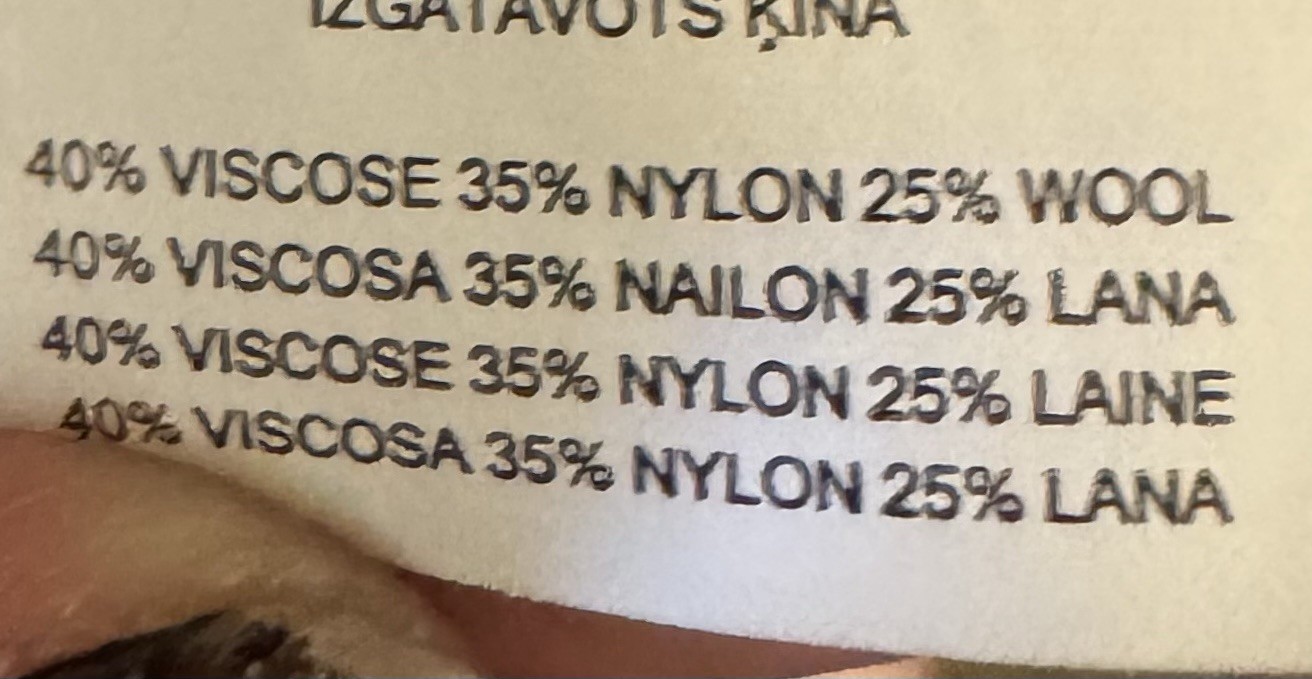 IZGATAVOTS ĶĪNĀ
40% VISCOSE 35% NYLON 25% WOOL
40% VISCOSA 35% NAILON 25% LANA
40% VISCOSE 35% NYLON 25% LAINE
40% VISCOSA 35% NYLON 25% LANA